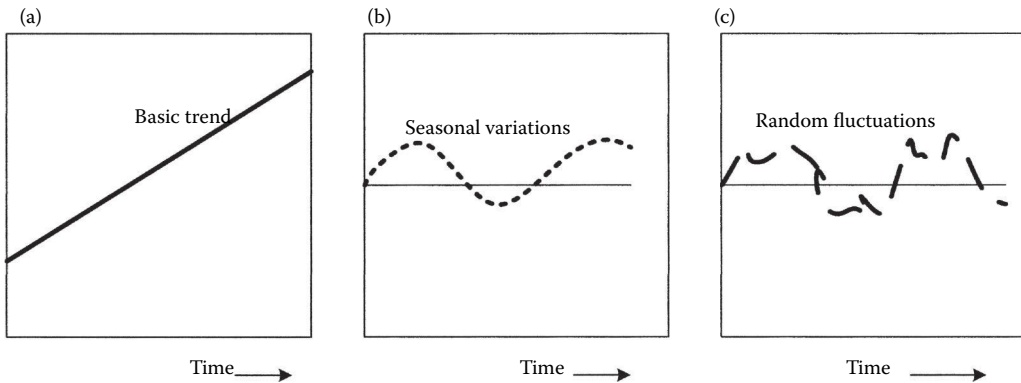 (a)
(b)
(c)
Basic trend
Seasonal variations
Random fluctuations
Time
Time
Time